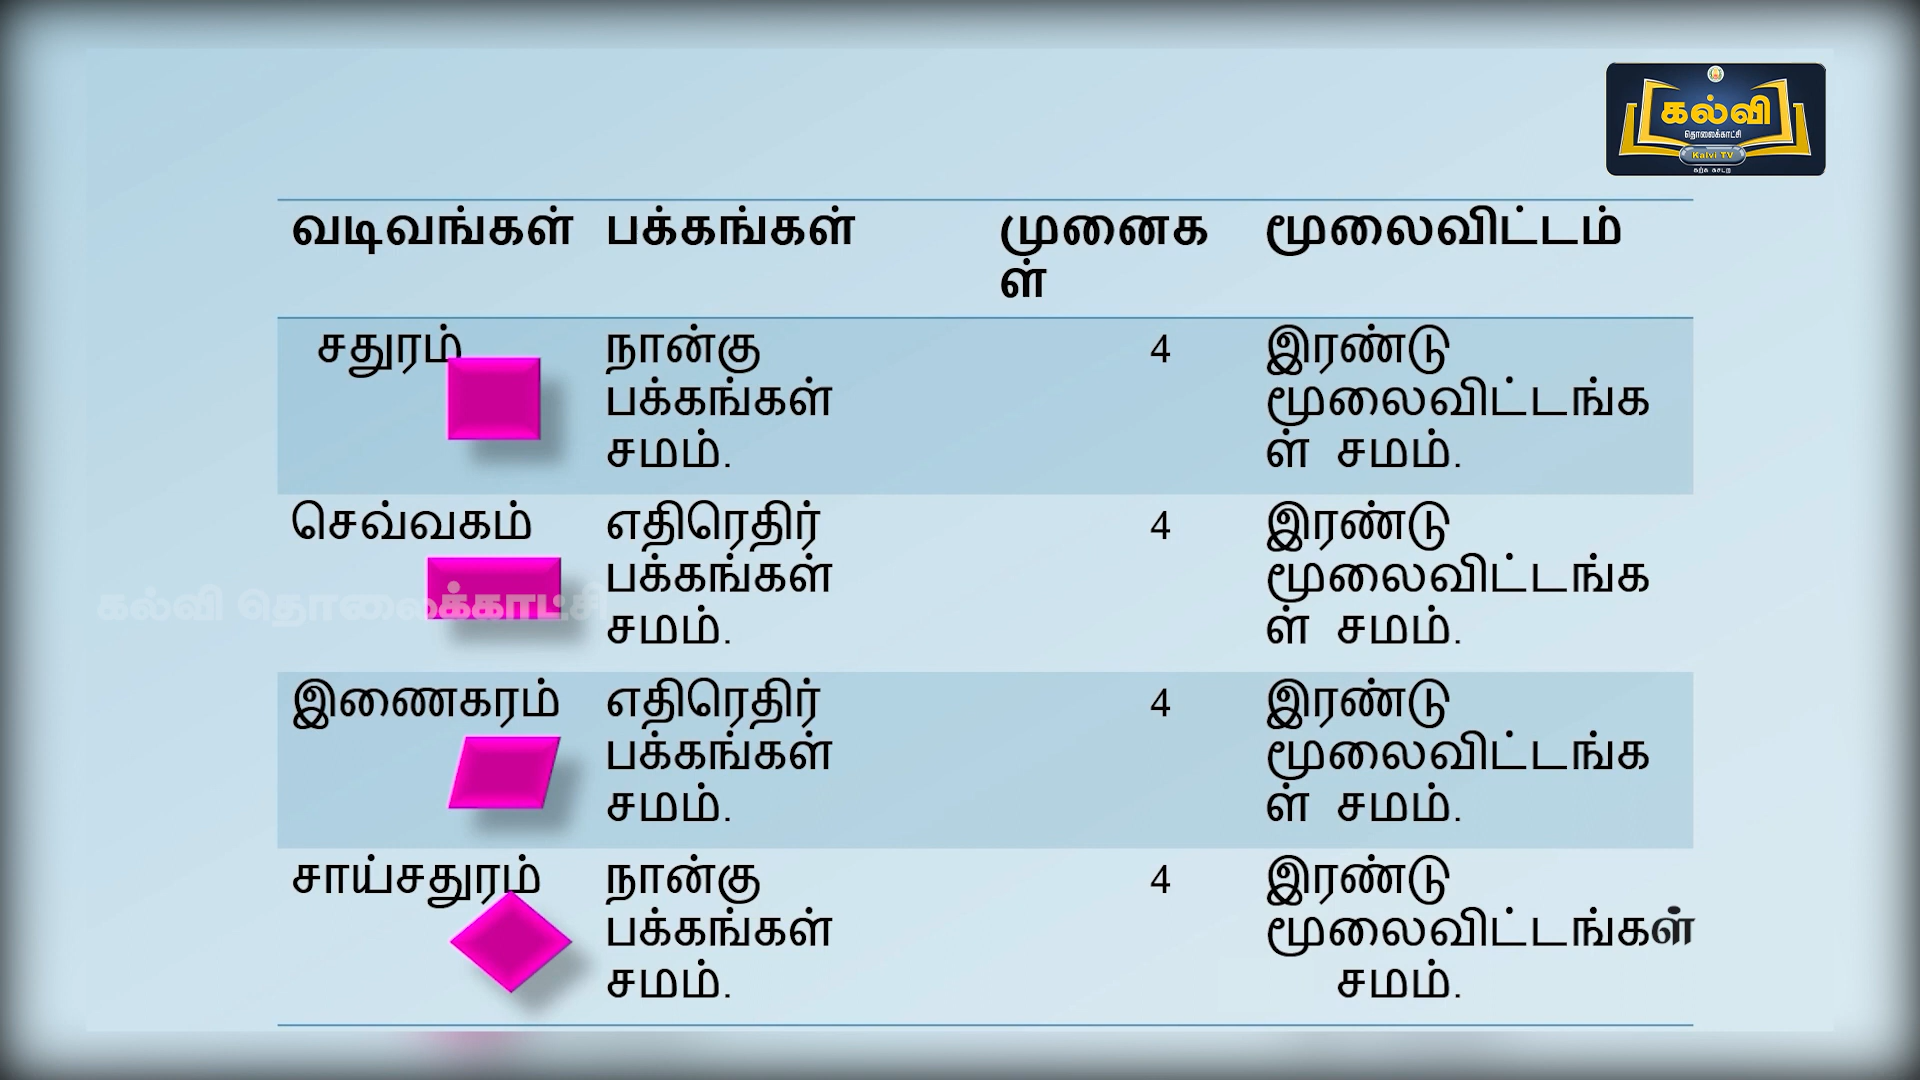 கல்வி
தொலைக்காட்சி
Kalvi TV
கற்க கசடற
வடிவங்கள் பக்கங்கள் முனைக மூலைவிட்டம்
ள்
சதுரம் நான்கு 4 இரண்டு
பக்கங்கள் மூலைவிட்டங்க
சமம். ள் சமம்.
செவ்வகம் எதிரெதிர் 4 இரண்டு
பக்கங்கள் மூலைவிட்டங்க
கல்வி தொலைக்காட்சி
சமம். ள் சமம்.
இணைகரம் எதிரெதிர் 4 இரண்டு
பக்கங்கள் மூலைவிட்டங்க
சமம். ள் சமம்.
சாய்சதுரம் நான்கு 4 இரண்டு
பக்கங்கள் மூலைவிட்டங்கள்
சமம். சமம்.